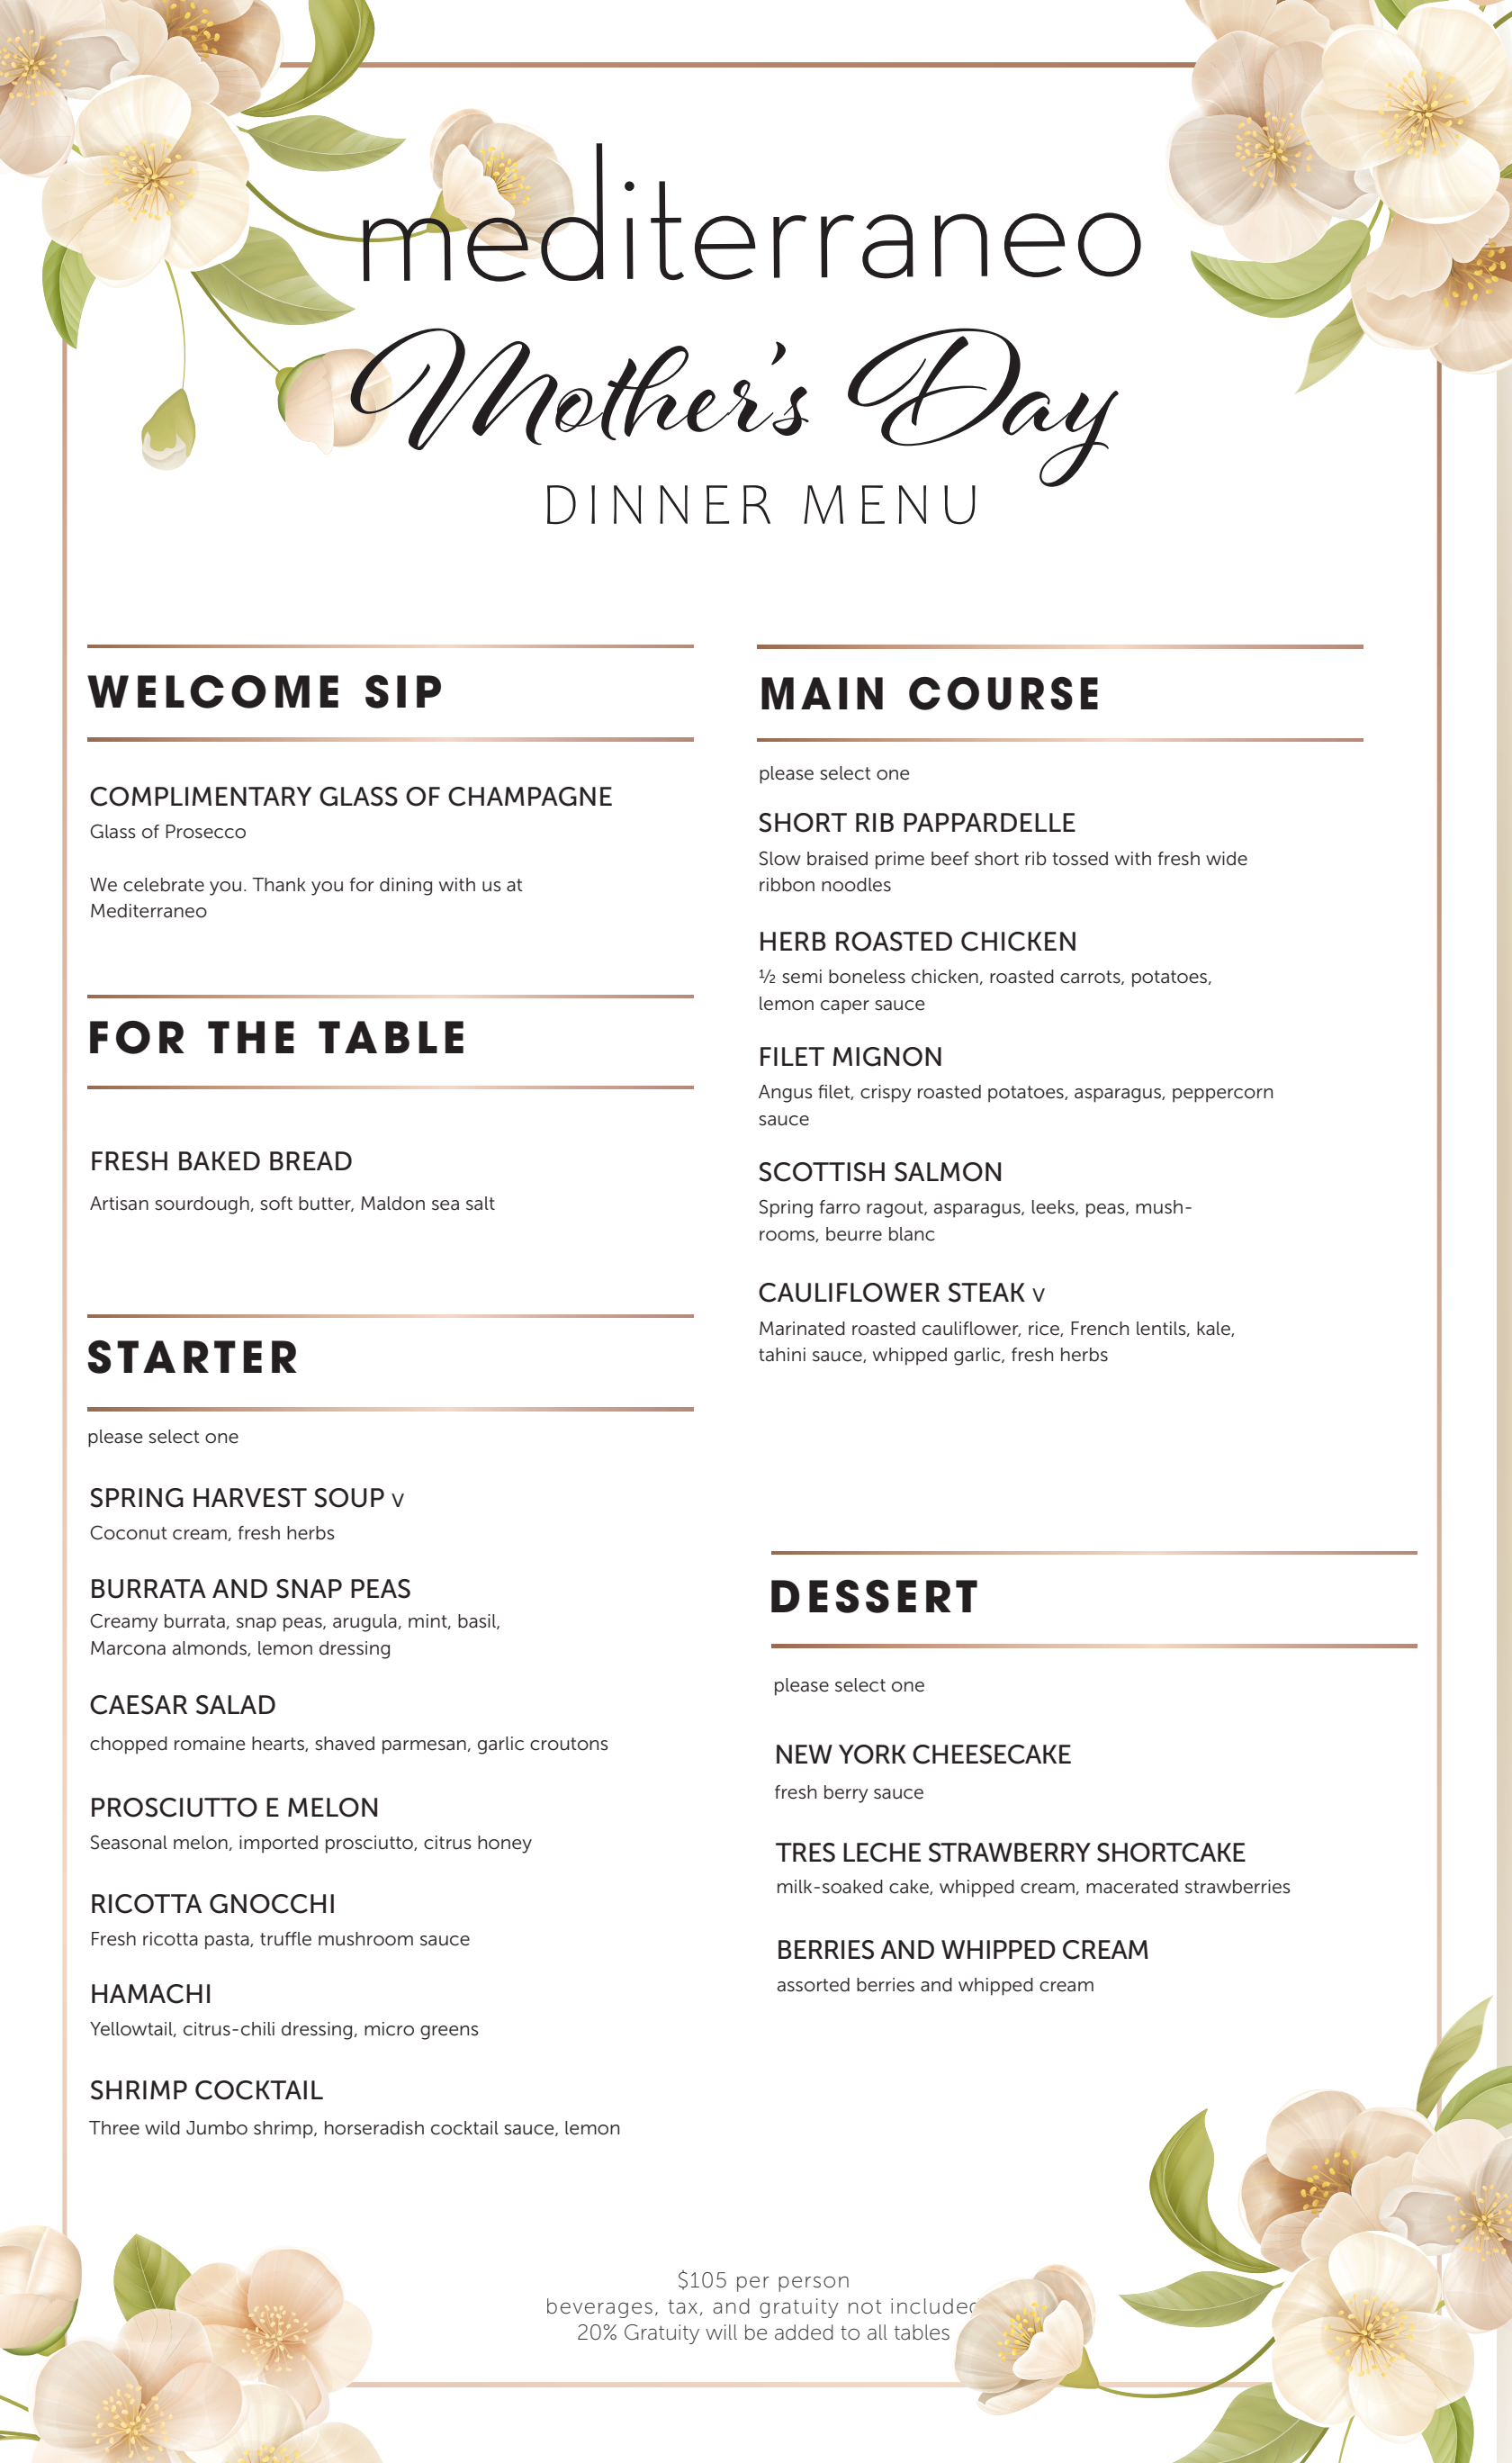 mediterraneo
Mother's Day
DINNER MENU
WELCOME SIP
COMPLIMENTARY GLASS OF CHAMPAGNE
Glass of Prosecco
We celebrate you. Thank you for dining with us at
Mediterraneo
FOR THE TABLE
FRESH BAKED BREAD
Artisan sourdough, soft butter, Maldon sea salt
STARTER
please select one
SPRING HARVEST SOUP V
Coconut cream, fresh herbs
BURRATA AND SNAP PEAS
Creamy burrata, snap peas, arugula, mint, basil,
Marcona almonds, lemon dressing
CAESAR SALAD
chopped romaine hearts, shaved parmesan, garlic croutons
PROSCIUTTO E MELON
Seasonal melon, imported prosciutto, citrus honey
RICOTTA GNOCCHI
Fresh ricotta pasta, truffle mushroom sauce
HAMACHI
Yellowtail, citrus-chili dressing, micro greens
SHRIMP COCKTAIL
Three wild Jumbo shrimp, horseradish cocktail sauce, lemon
MAIN COURSE
please select one
SHORT RIB PAPPARDELLE
Slow braised prime beef short rib tossed with fresh wide
ribbon noodles
HERB ROASTED CHICKEN
½ semi boneless chicken, roasted carrots, potatoes,
lemon caper sauce
FILET MIGNON
Angus filet, crispy roasted potatoes, asparagus, peppercorn
sauce
SCOTTISH SALMON
Spring farro ragout, asparagus, leeks, peas, mush-
rooms, beurre blanc
CAULIFLOWER STEAK V
Marinated roasted cauliflower, rice, French lentils, kale,
tahini sauce, whipped garlic, fresh herbs
DESSERT
please select one
NEW YORK CHEESECAKE
fresh berry sauce
TRES LECHE STRAWBERRY SHORTCAKE
milk-soaked cake, whipped cream, macerated strawberries
BERRIES AND WHIPPED CREAM
assorted berries and whipped cream
$105 per person
beverages, tax, and gratuity not included
20% Gratuity will be added to all tables